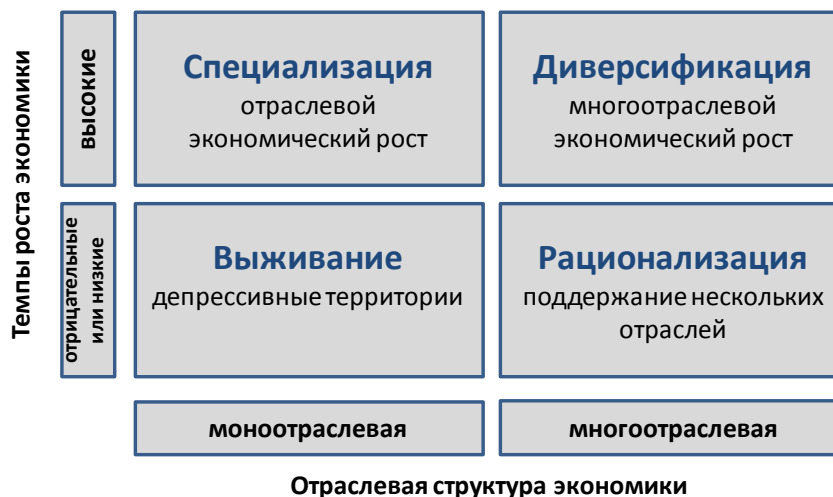 Темпы роста экономики
высокие
Специализация
отраслевой
экономический рост
Диверсификация
многоотраслевой
экономический рост
отрицательные
или низкие
Выживание
депрессивные территории
Рационализация
поддержание нескольких
отраслей
моноотраслевая
многоотраслевая
Отраслевая структура экономики